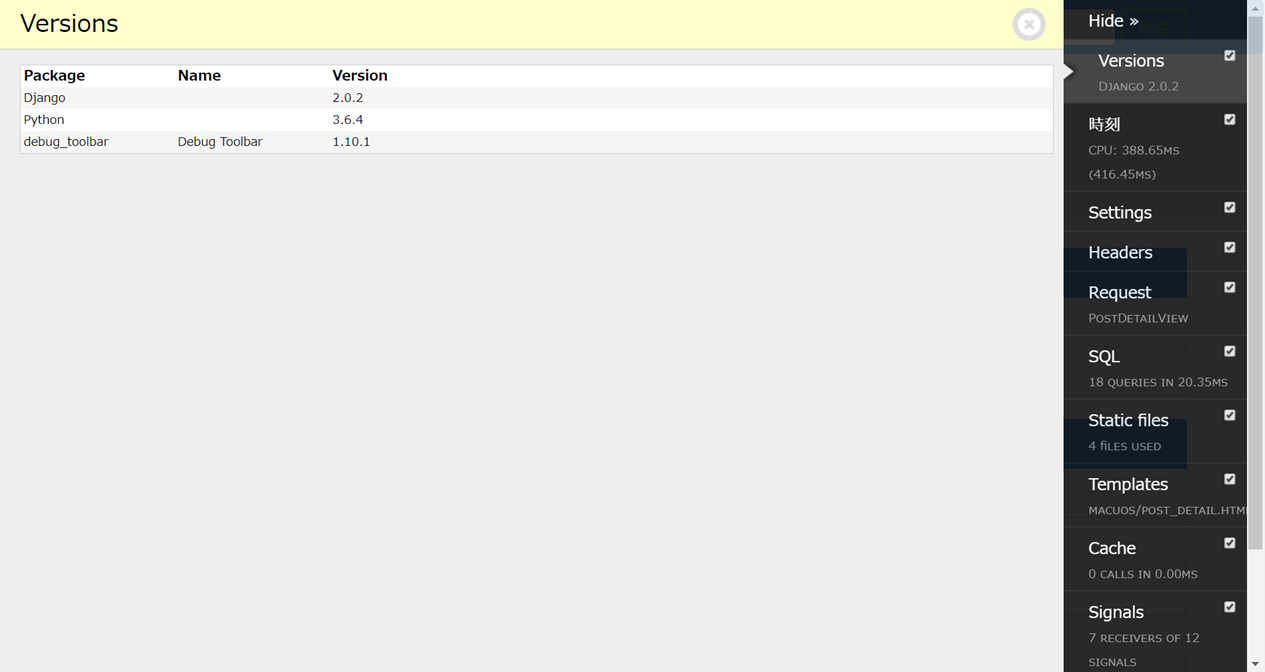 Versions
Package Name Version
Django 2.0.2
Python 3.6.4
debug_toolbar Debug Toolbar 1.10.1
Hide »
Versions
Django 2.0.2
時刻
CPU: 388.65ms
(416.45ms)
Settings
Headers
Request
PostDetailView
SQL
18 queries in 20.35ms
Static files
4 files used
Templates
macuos/post_detail.htm
Cache
0 calls in 0.00ms
Signals
7 receivers of 12
signals